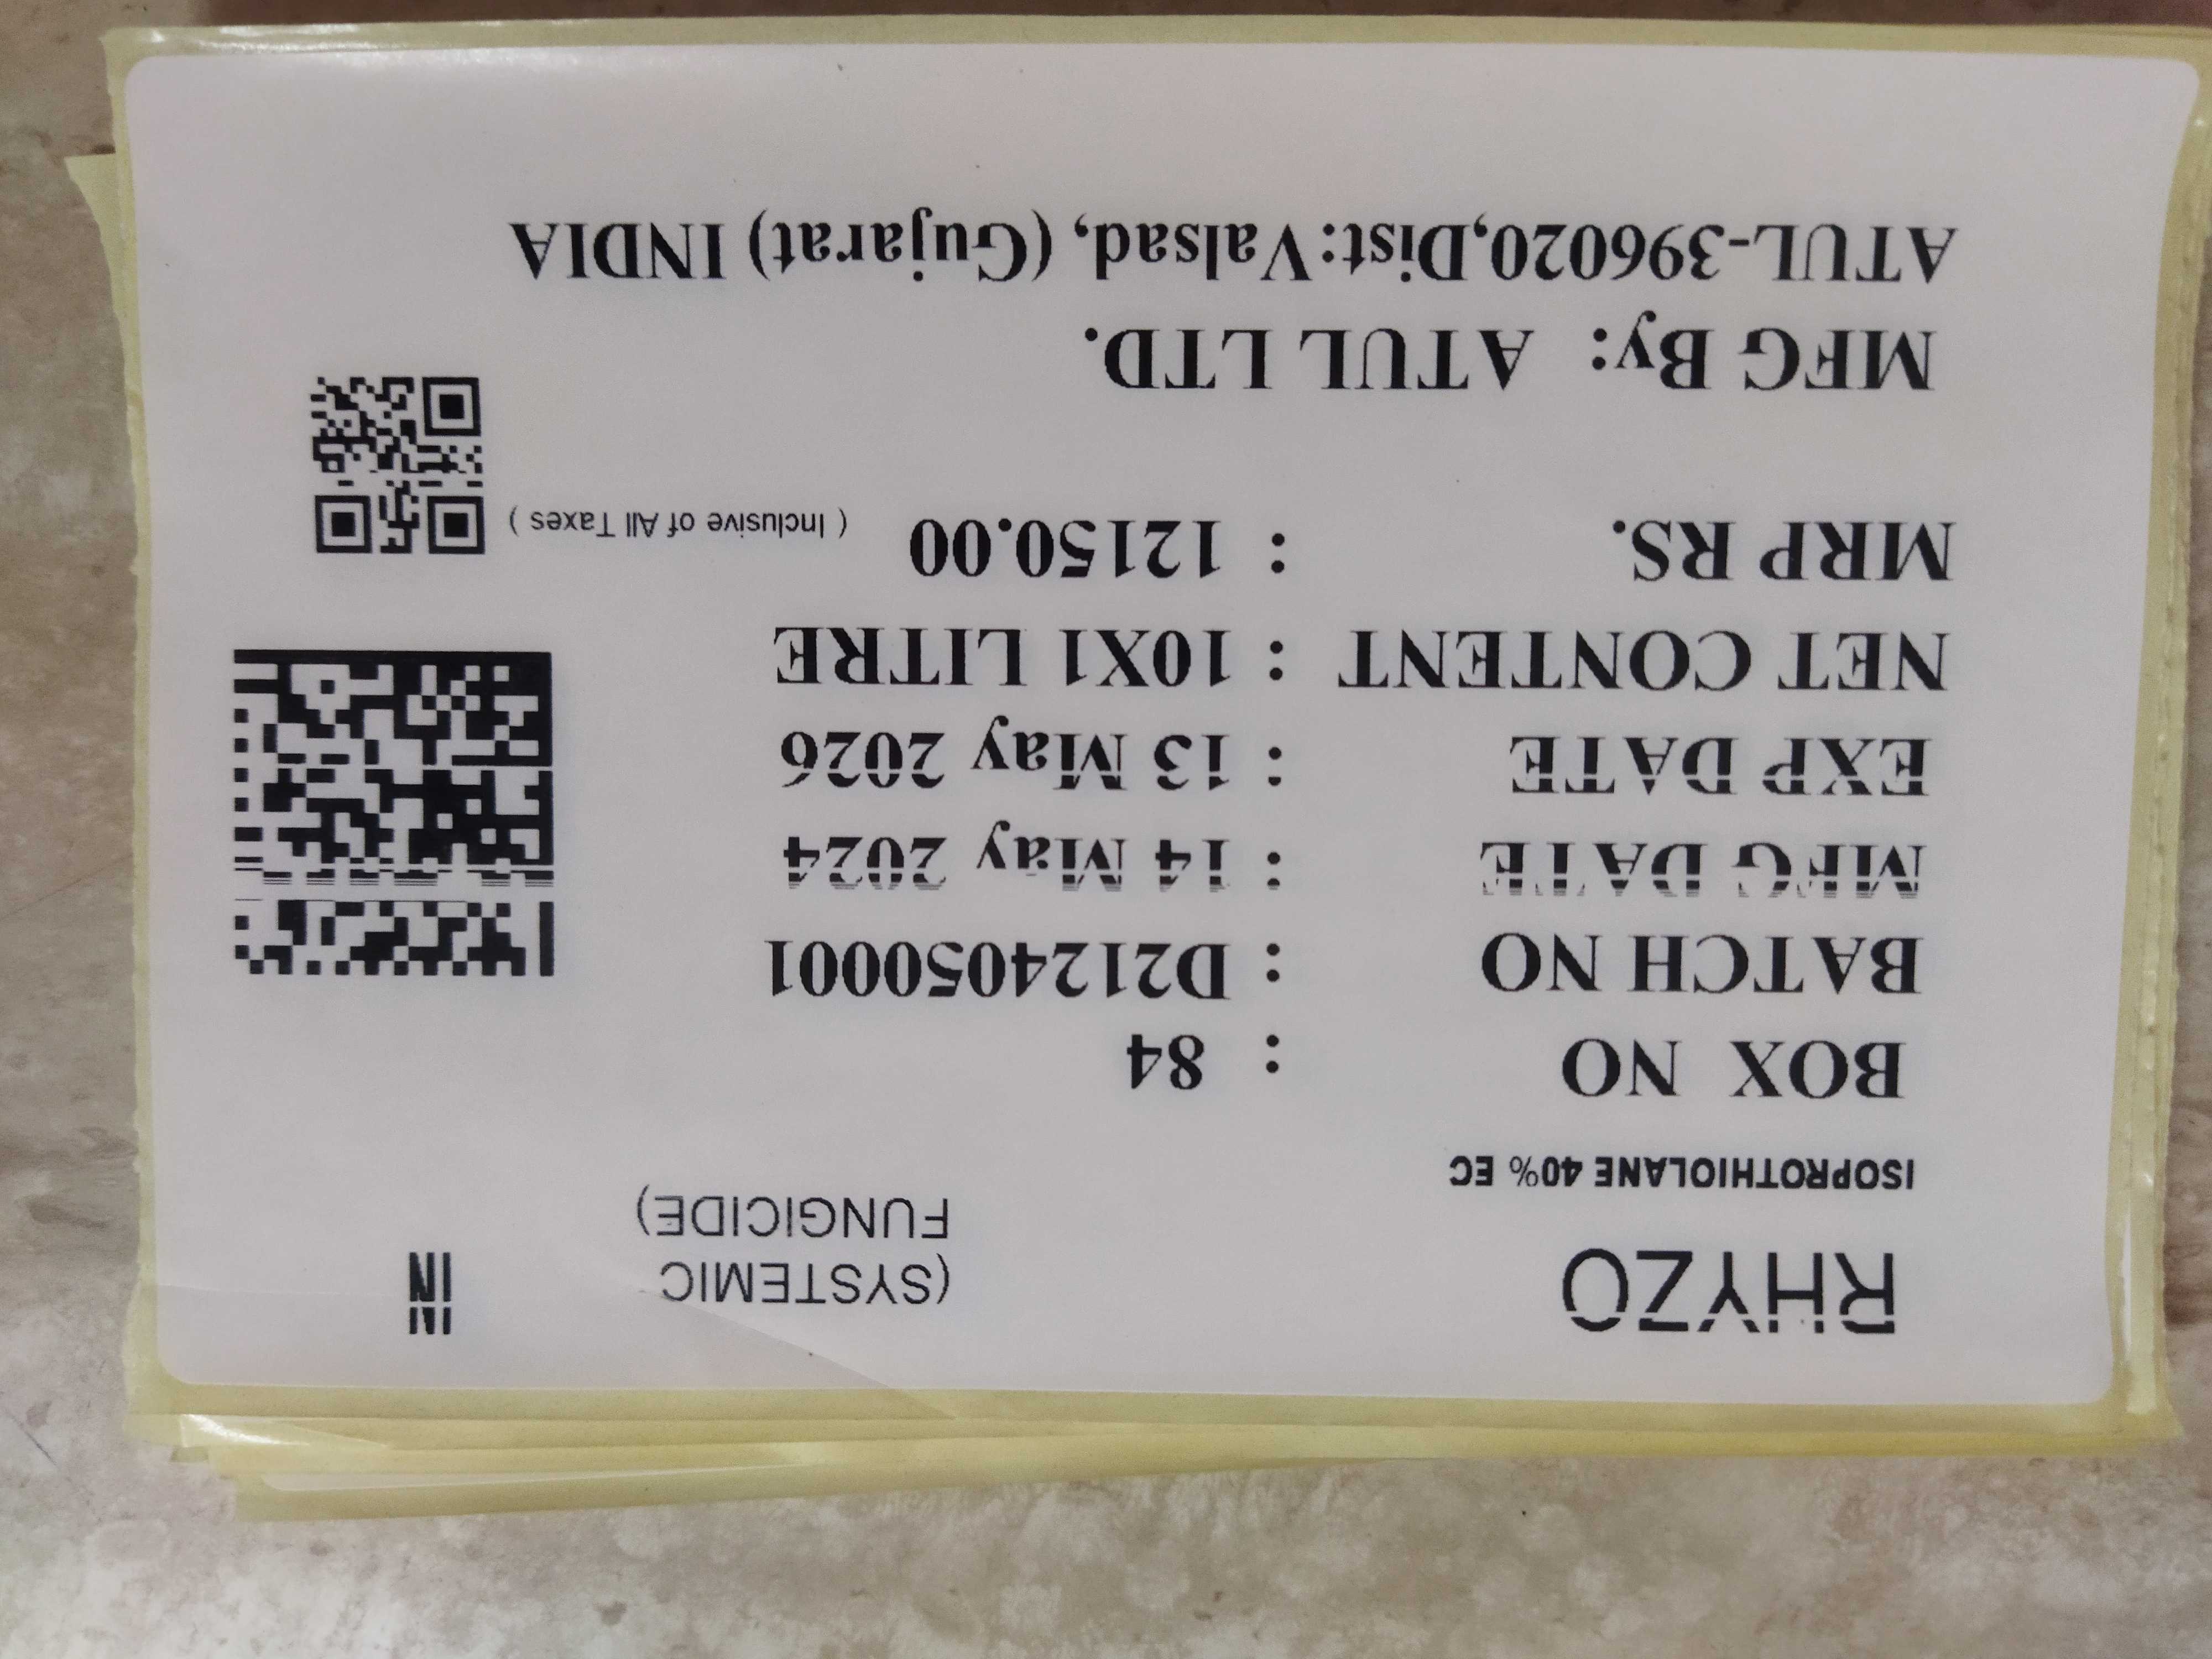 RHYZO
(SYSTEMIC
FUNGICIDE)
IN
ISOPROTHIOLANE 40% EC
BOX NO : 84
BATCH NO : D2124050001
MFG DATE : 14 May 2024
EXP DATE : 13 May 2026
NET CONTENT : 10X1 LITRE
MRP RS. : 12150.00 ( Inclusive of All Taxes )
MFG By: ATUL LTD.
ATUL-396020,Dist:Valsad, (Gujarat) INDIA